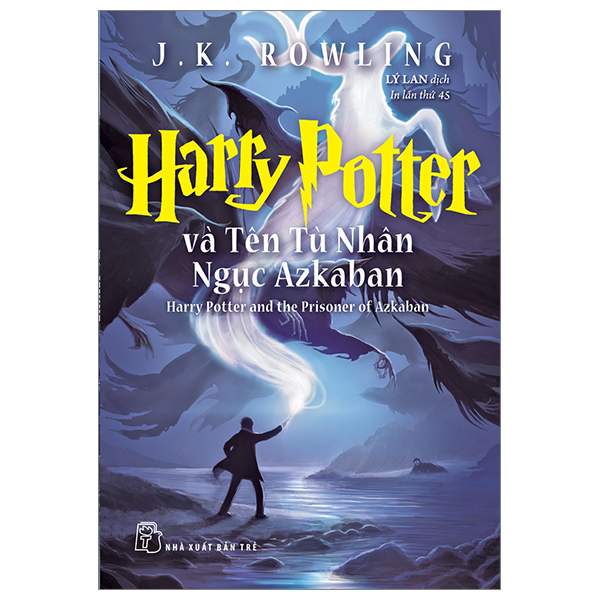 J.K. ROWLING
LÝ LAN dịch
In lần thứ 45
Harry Potter
và Tên Tù Nhân
Ngục Azkaban
Harry Potter and the Prisoner of Azkaban
NHÀ XUẤT BẢN TRẺ